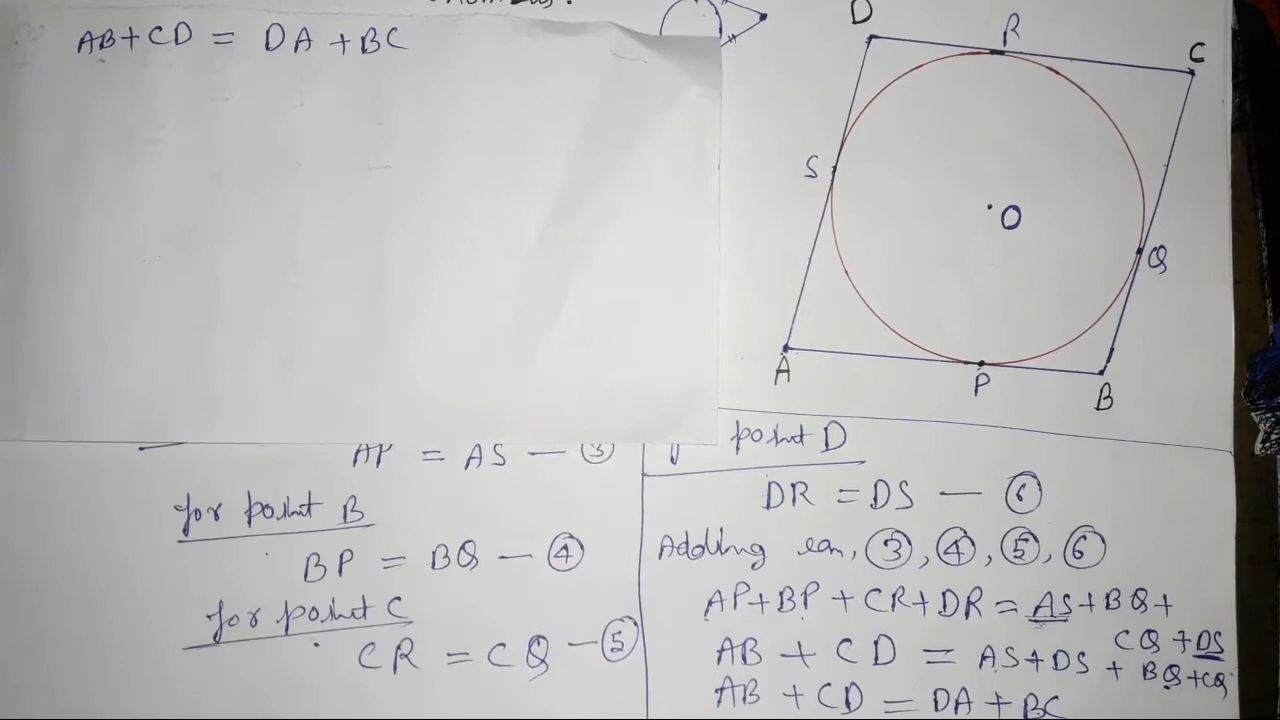 AB+CD = DA+BC
D
R
C
S
O
Q
A
P
B
AP = AS — ③
for point B
BP = BQ — ④
for point C
CR = CQ — ⑤
point D
DR = DS — ⑥
Adding eqn, ③, ④, ⑤, ⑥
AP+BP+CR+DR = AS+BQ+
CQ+DS
AB + CD = AS+DS + BQ+CQ
AB + CD = DA + BC